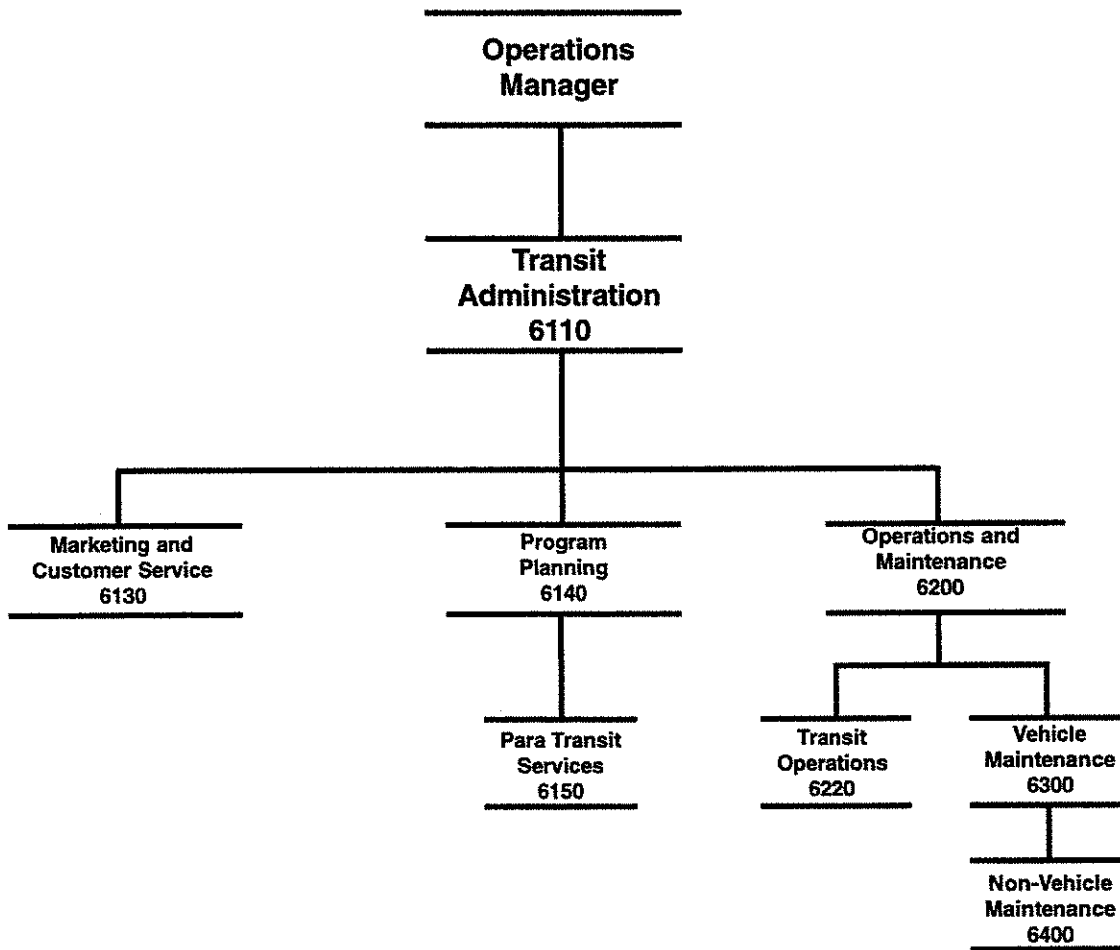 Operations
Manager
Transit
Administration
6110
Marketing and
Customer Service
6130
Program
Planning
6140
Operations and
Maintenance
6200
Para Transit
Services
6150
Transit
Operations
6220
Vehicle
Maintenance
6300
Non-Vehicle
Maintenance
6400